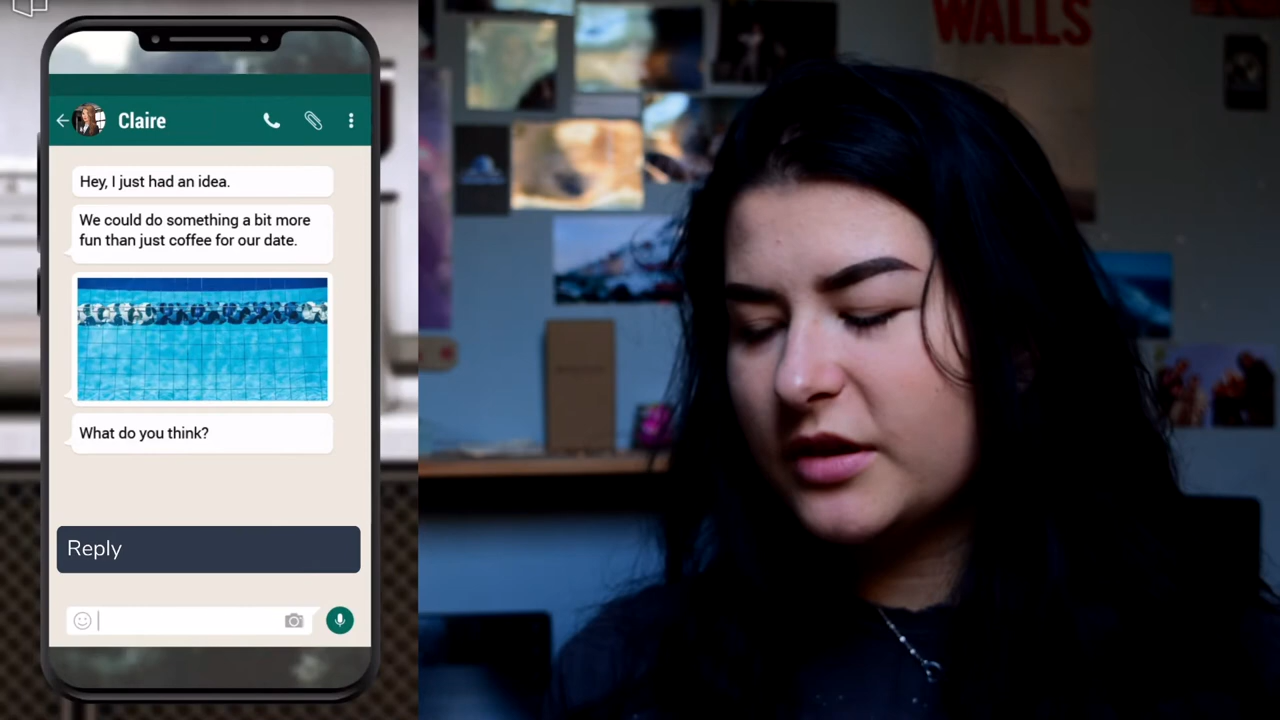 Claire
Hey, I just had an idea.
We could do something a bit more
fun than just coffee for our date.
What do you think?
Reply
WALLS